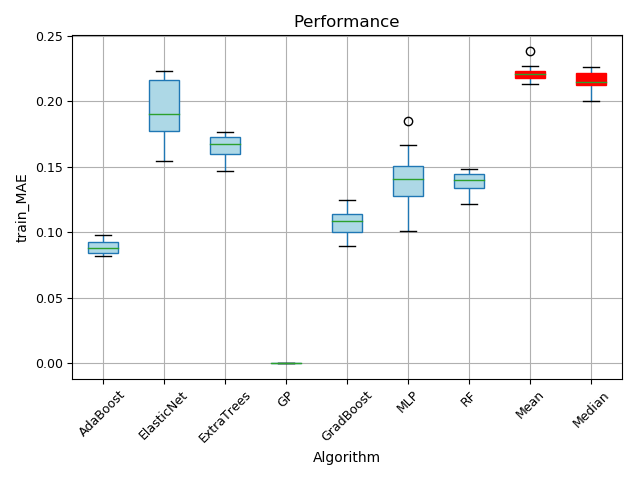 Performance
train_MAE
0.25
0.20
0.15
0.10
0.05
0.00
AdaBoost
ElasticNet
ExtraTrees
GP
GradBoost
MLP
RF
Mean
Median
Algorithm